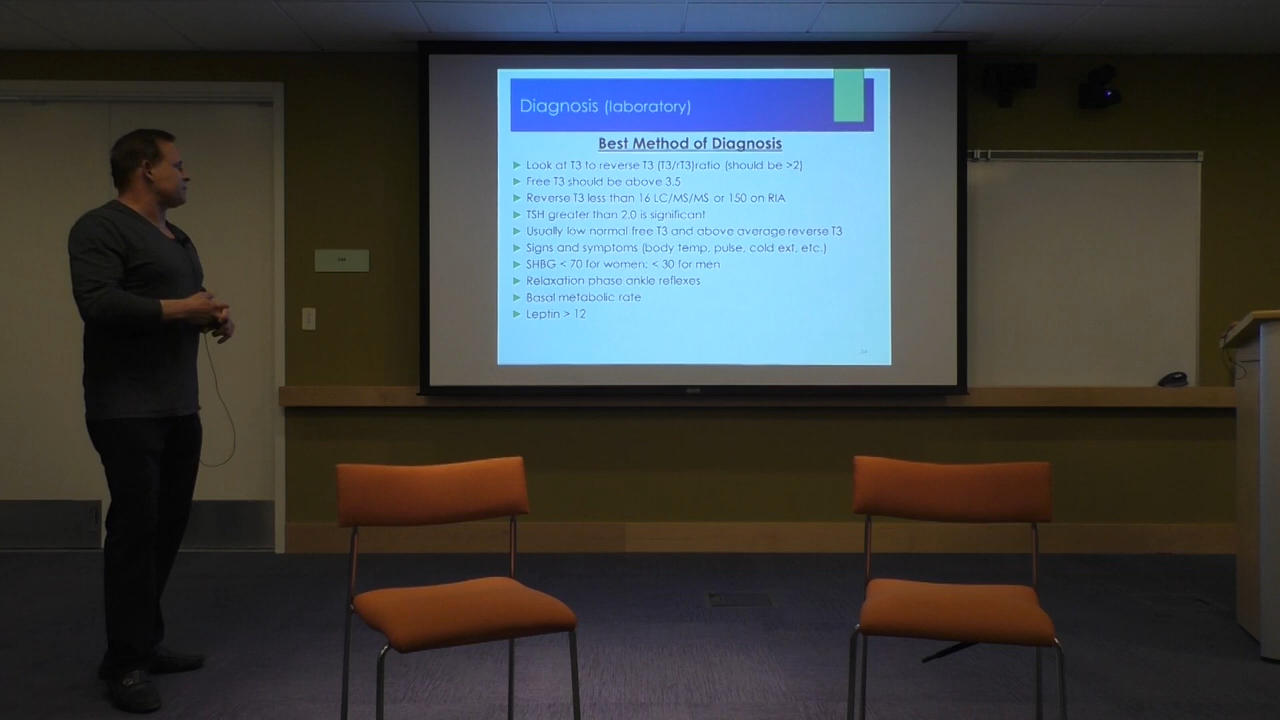 Diagnosis (laboratory)
Best Method of Diagnosis
Look at T3 to reverse T3 (T3/rT3)ratio (should be >2)
Free T3 should be above 3.5
Reverse T3 less than 16 LC/MS/MS or 150 on RIA
TSH greater than 2.0 is significant
Usually low normal free T3 and above average reverse T3
Signs and symptoms (body temp, pulse, cold ext, etc.)
SHBG < 70 for women; < 30 for men
Relaxation phase ankle reflexes
Basal metabolic rate
Leptin > 12